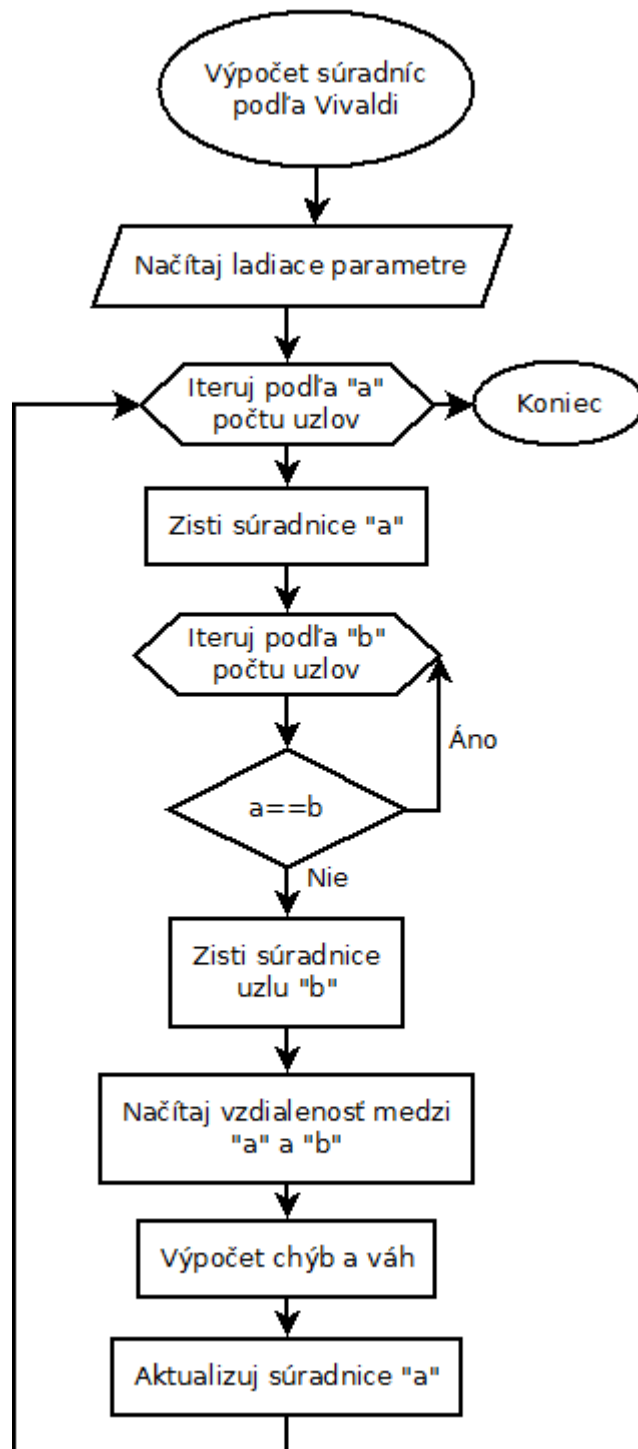 Výpočet súradníc
podľa Vivaldi
Načítaj ladiace parametre
Iteruj podľa "a"
počtu uzlov
Koniec
Zisti súradnice "a"
Iteruj podľa "b"
počtu uzlov
Áno
a==b
Nie
Zisti súradnice
uzlu "b"
Načítaj vzdialenosť medzi
"a" a "b"
Výpočet chýb a váh
Aktualizuj súradnice "a"